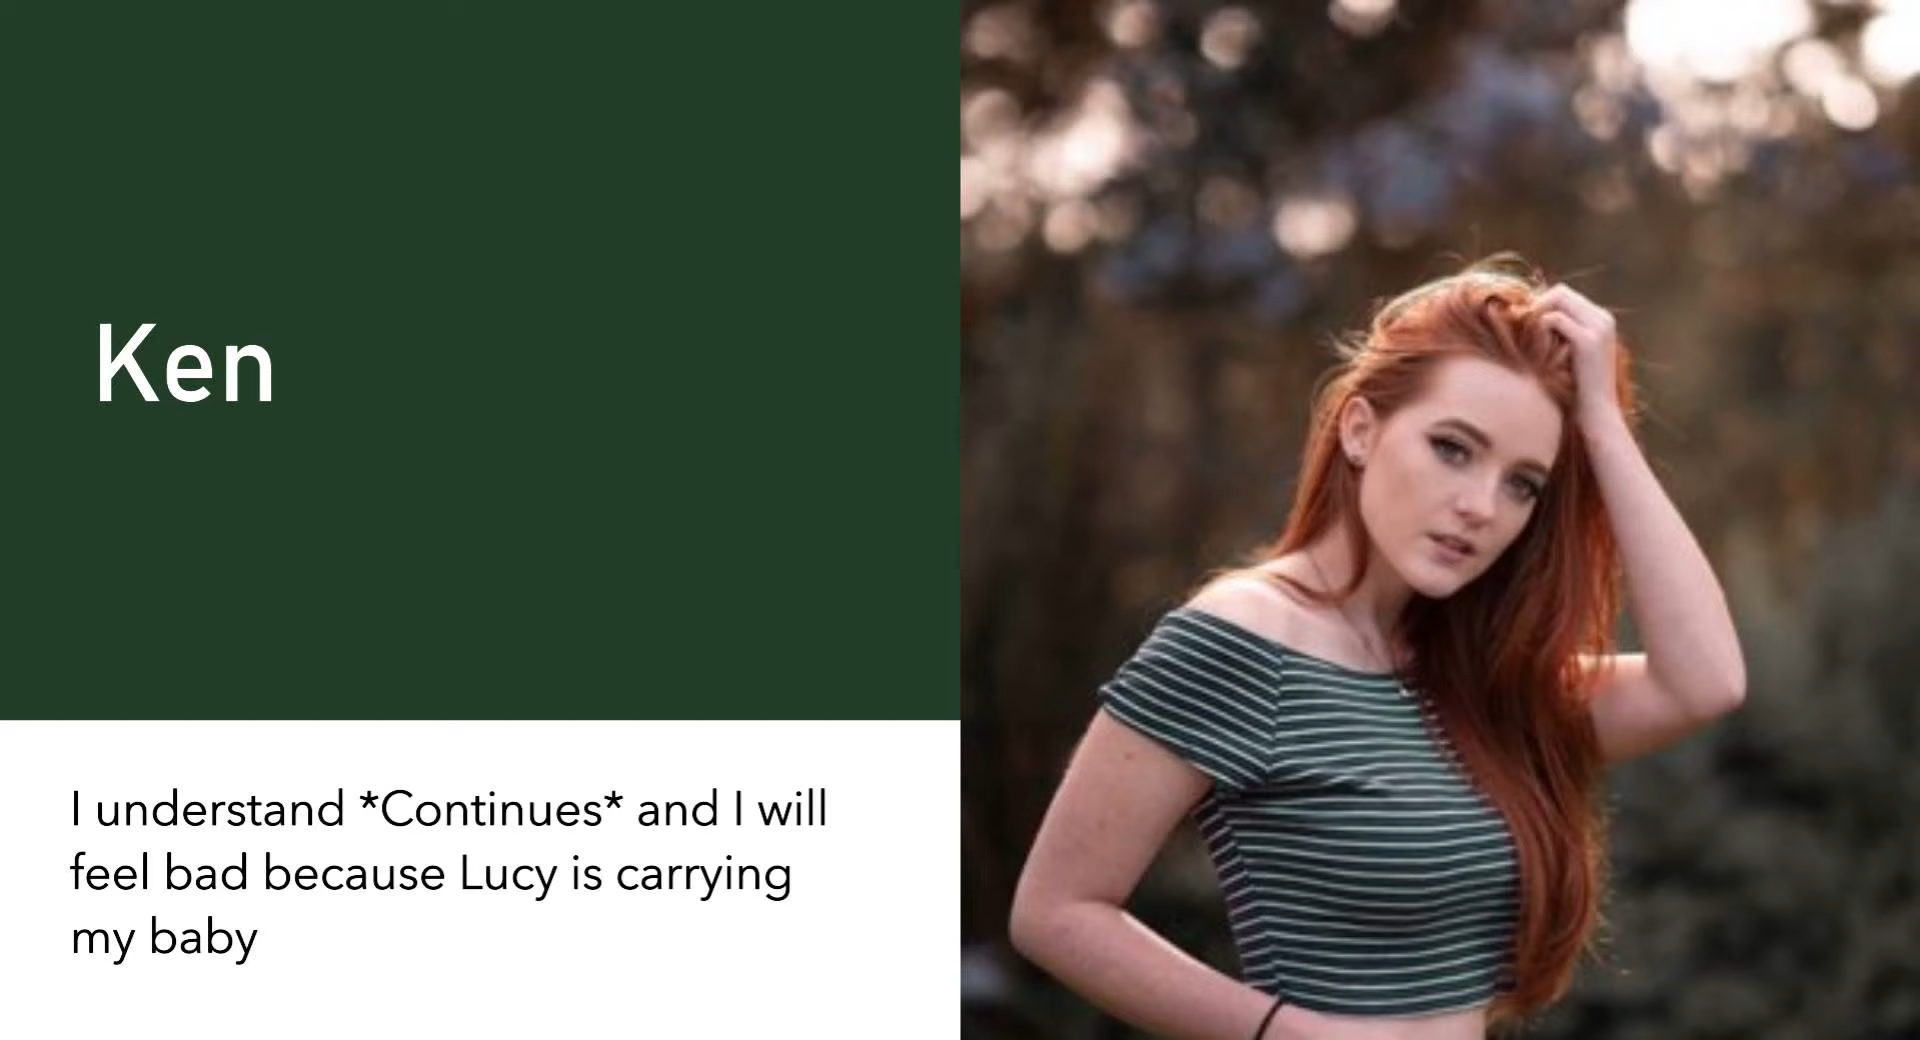 Ken
I understand *Continues* and I will
feel bad because Lucy is carrying
my baby